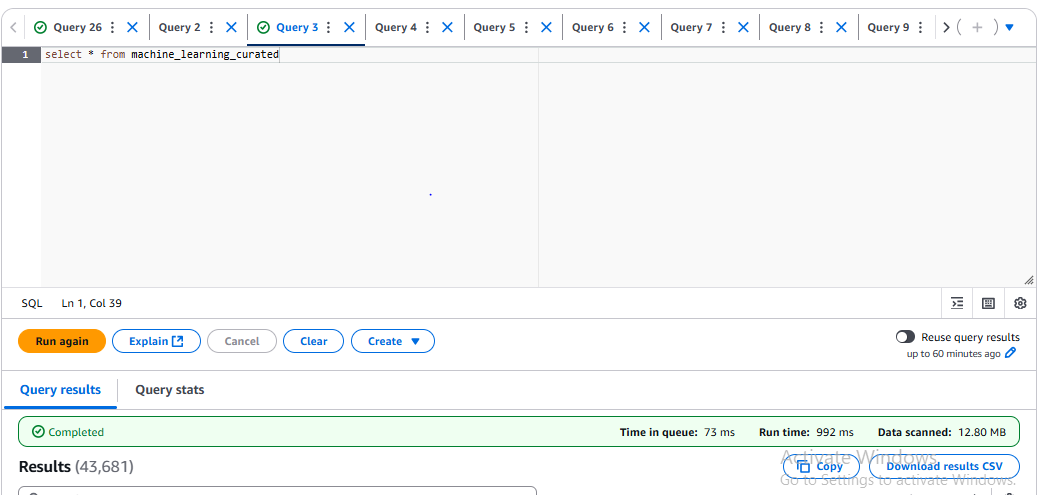 Query 26 Query 2 Query 3 Query 4 Query 5 Query 6 Query 7 Query 8 Query 9
1 select * from machine_learning_curated
SQL Ln 1, Col 39
Run again Explain Cancel Clear Create Reuse query results
up to 60 minutes ago
Query results Query stats
Completed Time in queue: 73 ms Run time: 992 ms Data scanned: 12.80 MB
Activate Windows
Results (43,681) Copy Download results CSV
Go to Settings to activate Windows.